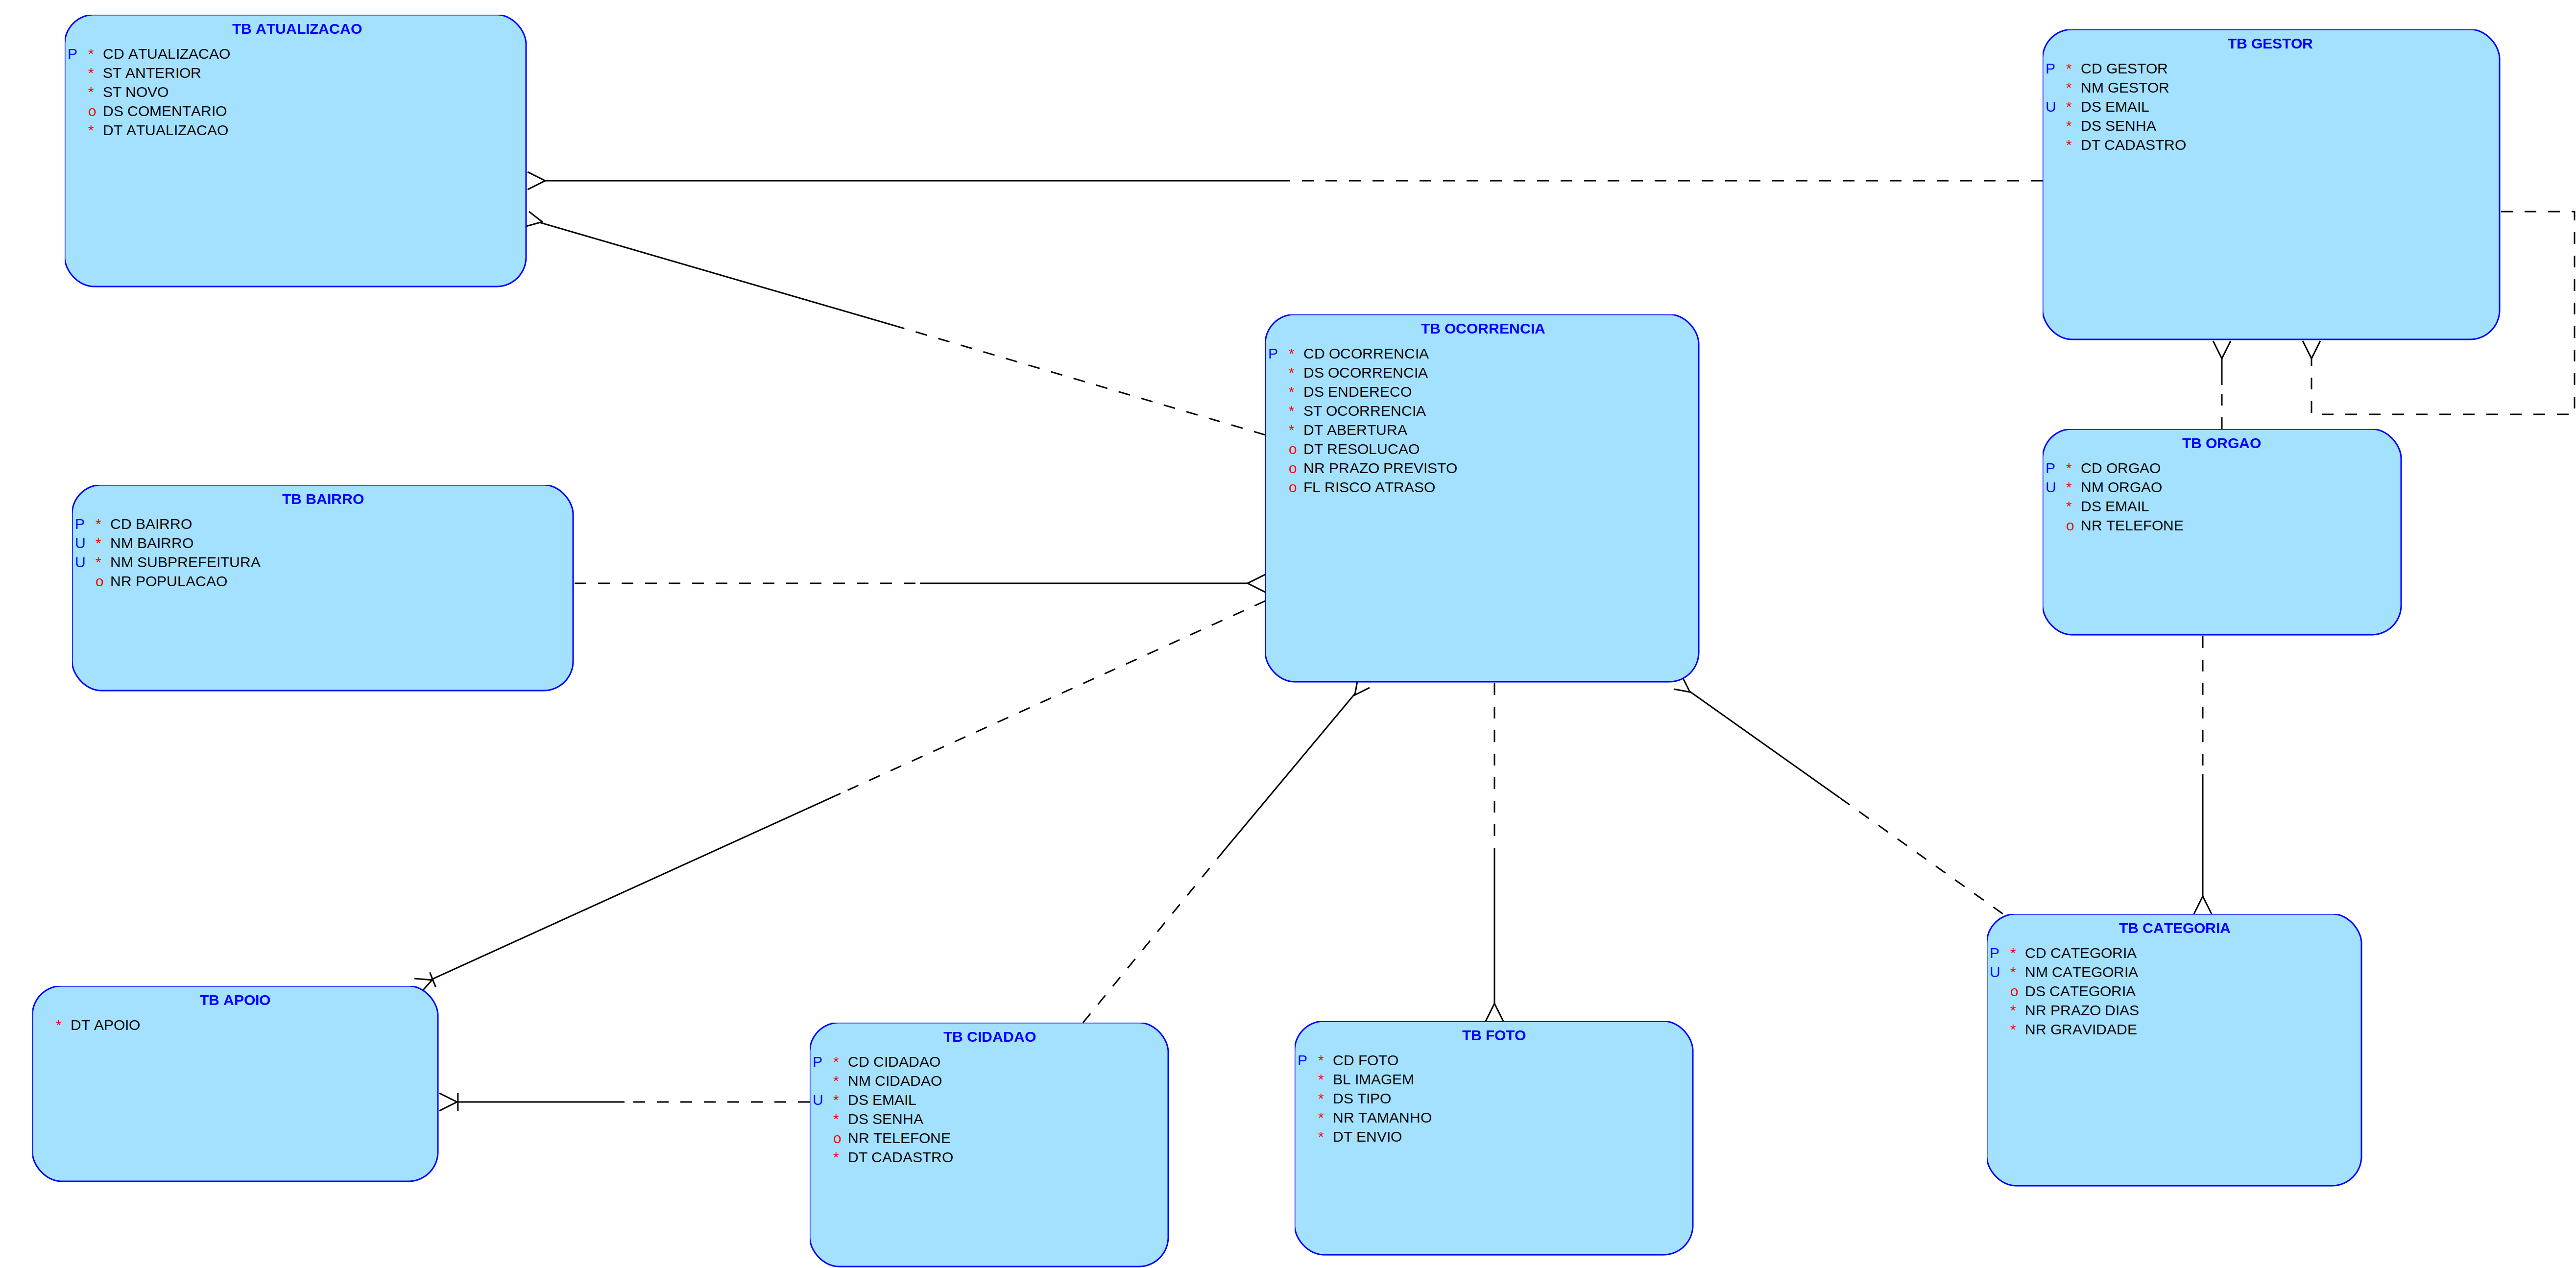 TB ATUALIZACAO
P * CD ATUALIZACAO
* ST ANTERIOR
* ST NOVO
o DS COMENTARIO
* DT ATUALIZACAO
TB GESTOR
P * CD GESTOR
* NM GESTOR
U * DS EMAIL
* DS SENHA
* DT CADASTRO
TB OCORRENCIA
P * CD OCORRENCIA
* DS OCORRENCIA
* DS ENDERECO
* ST OCORRENCIA
* DT ABERTURA
o DT RESOLUCAO
o NR PRAZO PREVISTO
o FL RISCO ATRASO
TB ORGAO
P * CD ORGAO
U * NM ORGAO
* DS EMAIL
o NR TELEFONE
TB BAIRRO
P * CD BAIRRO
U * NM BAIRRO
U * NM SUBPREFEITURA
o NR POPULACAO
TB CATEGORIA
P * CD CATEGORIA
U * NM CATEGORIA
o DS CATEGORIA
* NR PRAZO DIAS
* NR GRAVIDADE
TB APOIO
* DT APOIO
TB CIDADAO
P * CD CIDADAO
* NM CIDADAO
U * DS EMAIL
* DS SENHA
o NR TELEFONE
* DT CADASTRO
TB FOTO
P * CD FOTO
* BL IMAGEM
* DS TIPO
* NR TAMANHO
* DT ENVIO